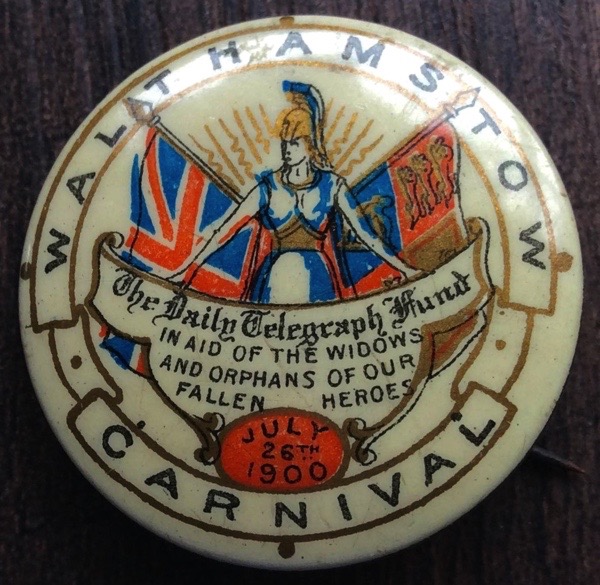 WALTHAMSTOW
The Daily Telegraph Fund
IN AID OF THE WIDOWS
AND ORPHANS OF OUR
FALLEN HEROES
JULY
26TH
1900
CARNIVAL